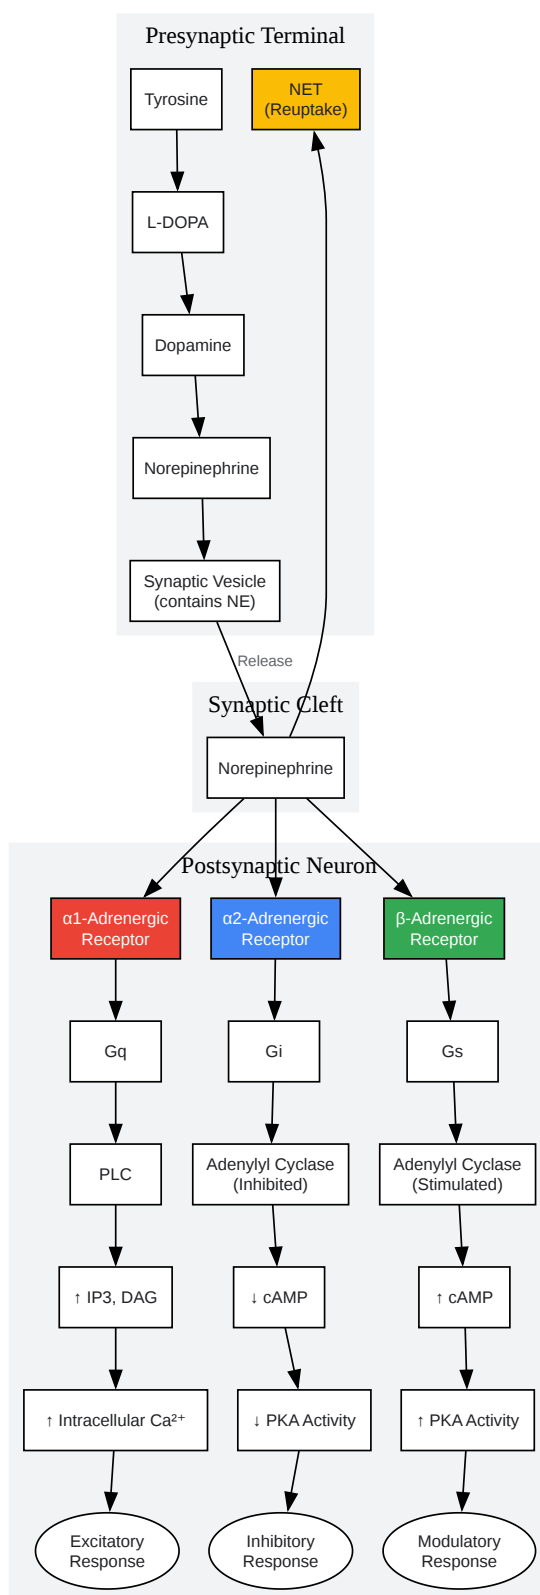 Presynaptic Terminal
Tyrosine
NET
(Reuptake)
L-DOPA
Dopamine
Norepinephrine
Synaptic Vesicle
(contains NE)
Release
Synaptic Cleft
Norepinephrine
Postsynaptic Neuron
α1-Adrenergic
Receptor
α2-Adrenergic
Receptor
β-Adrenergic
Receptor
Gq
Gi
Gs
PLC
Adenylyl Cyclase
(Inhibited)
Adenylyl Cyclase
(Stimulated)
↑ IP3, DAG
↓ cAMP
↑ cAMP
↑ Intracellular Ca²⁺
↓ PKA Activity
↑ PKA Activity
Excitatory
Response
Inhibitory
Response
Modulatory
Response